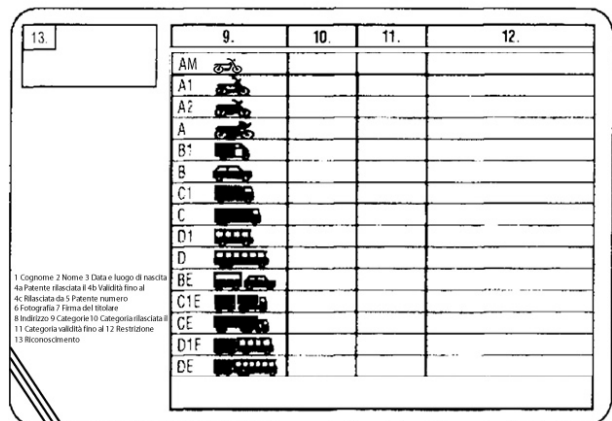 13.
9. 10. 11. 12.
AM
A1
A2
A
B1
B
C1
C
D1
D
BE
C1E
CE
D1E
DE
1 Cognome 2 Nome 3 Data e luogo di nascita
4a Patente rilasciata il 4b Validità fino al
4c Rilasciata da 5 Patente numero
6 Fotografia 7 Firma del titolare
8 Indirizzo 9 Categorie 10 Categoria rilasciata il
11 Categoria validità fino al 12 Restrizione
13 Riconoscimento